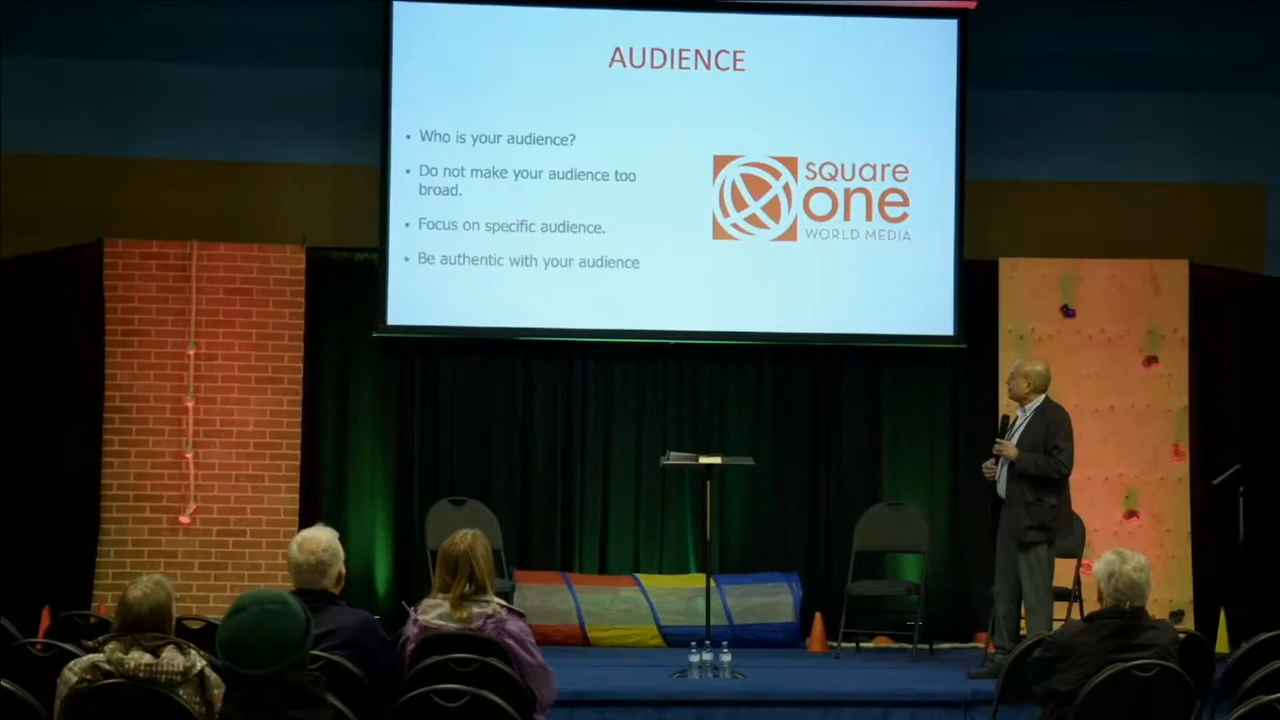 AUDIENCE
• Who is your audience?
• Do not make your audience too
broad.
• Focus on specific audience.
• Be authentic with your audience
SQUARE
one
WORLD MEDIA